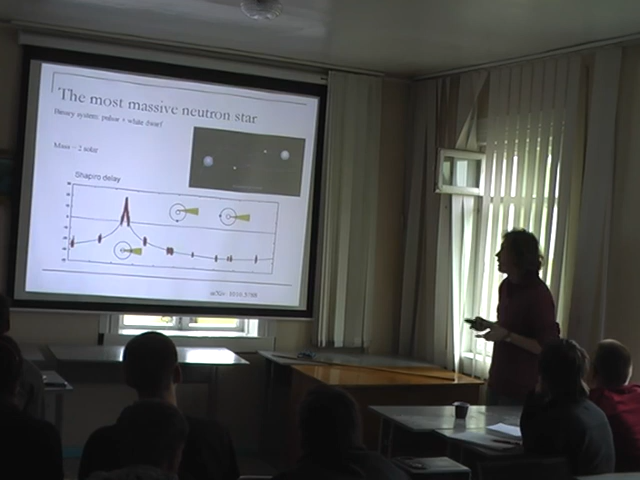 The most massive neutron star
Binary system: pulsar + white dwarf
Mass ~ 2 solar
Shapiro delay